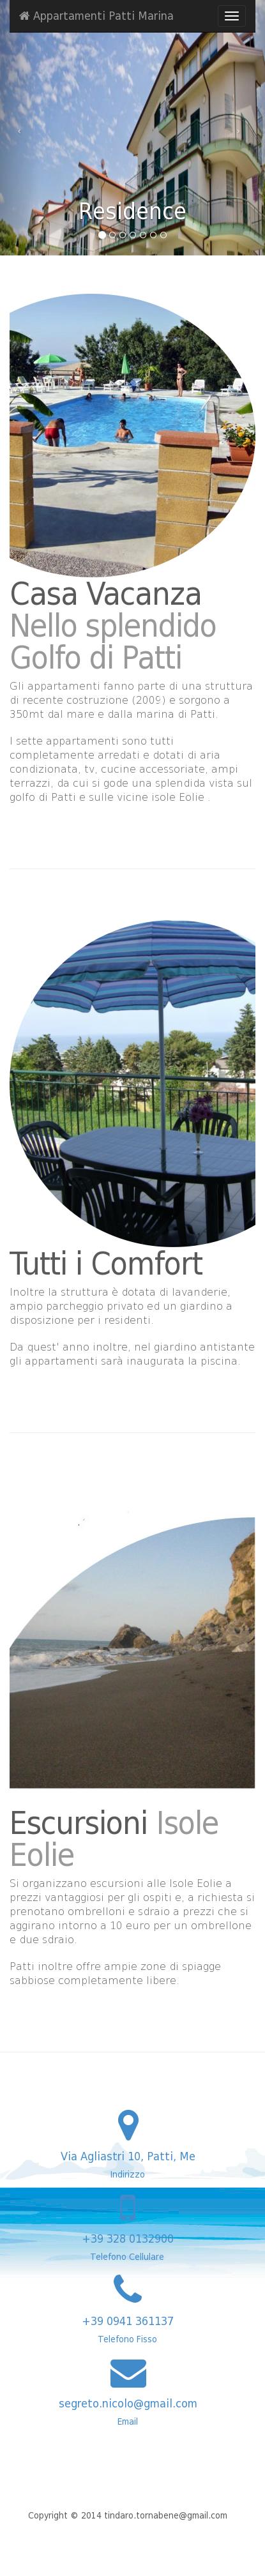 Appartamenti Patti Marina
Residence
Casa Vacanza
Nello splendido
Golfo di Patti
Gli appartamenti fanno parte di una struttura
di recente costruzione (2009) e sorgono a
350mt dal mare e dalla marina di Patti.
I sette appartamenti sono tutti
completamente arredati e dotati di aria
condizionata, tv, cucine accessoriate, ampi
terrazzi, da cui si gode una splendida vista sul
golfo di Patti e sulle vicine isole Eolie .
Tutti i Comfort
Inoltre la struttura è dotata di lavanderie,
ampio parcheggio privato ed un giardino a
disposizione per i residenti.
Da quest' anno inoltre, nel giardino antistante
gli appartamenti sarà inaugurata la piscina.
Escursioni Isole
Eolie
Si organizzano escursioni alle Isole Eolie a
prezzi vantaggiosi per gli ospiti e, a richiesta si
prenotano ombrelloni e sdraio a prezzi che si
aggirano intorno a 10 euro per un ombrellone
e due sdraio.
Patti inoltre offre ampie zone di spiagge
sabbiose completamente libere.
Via Agliastri 10, Patti, Me
Indirizzo
+39 328 0132900
Telefono Cellulare
+39 0941 361137
Telefono Fisso
segreto.nicolo@gmail.com
Email
Copyright © 2014 tindaro.tornabene@gmail.com